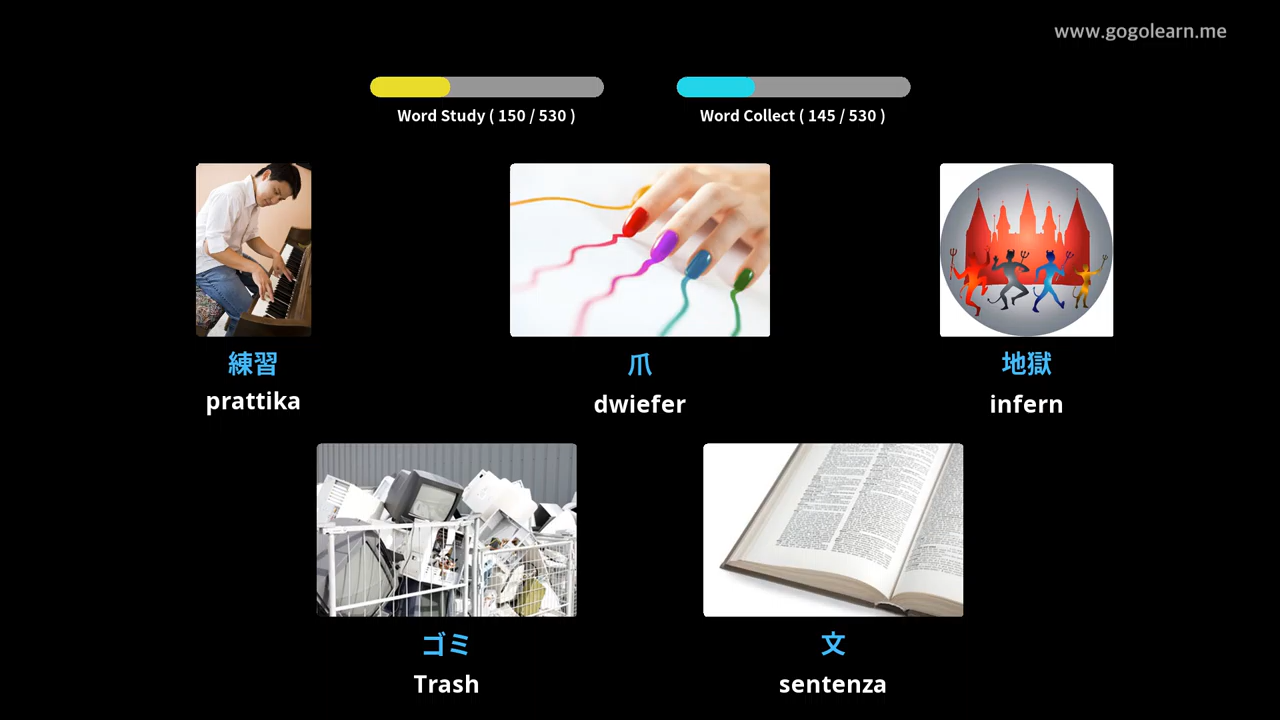 www.gogolearn.me
Word Study ( 150 / 530 )
Word Collect ( 145 / 530 )
練習
prattika
爪
dwiefer
地獄
infern
ゴミ
Trash
文
sentenza